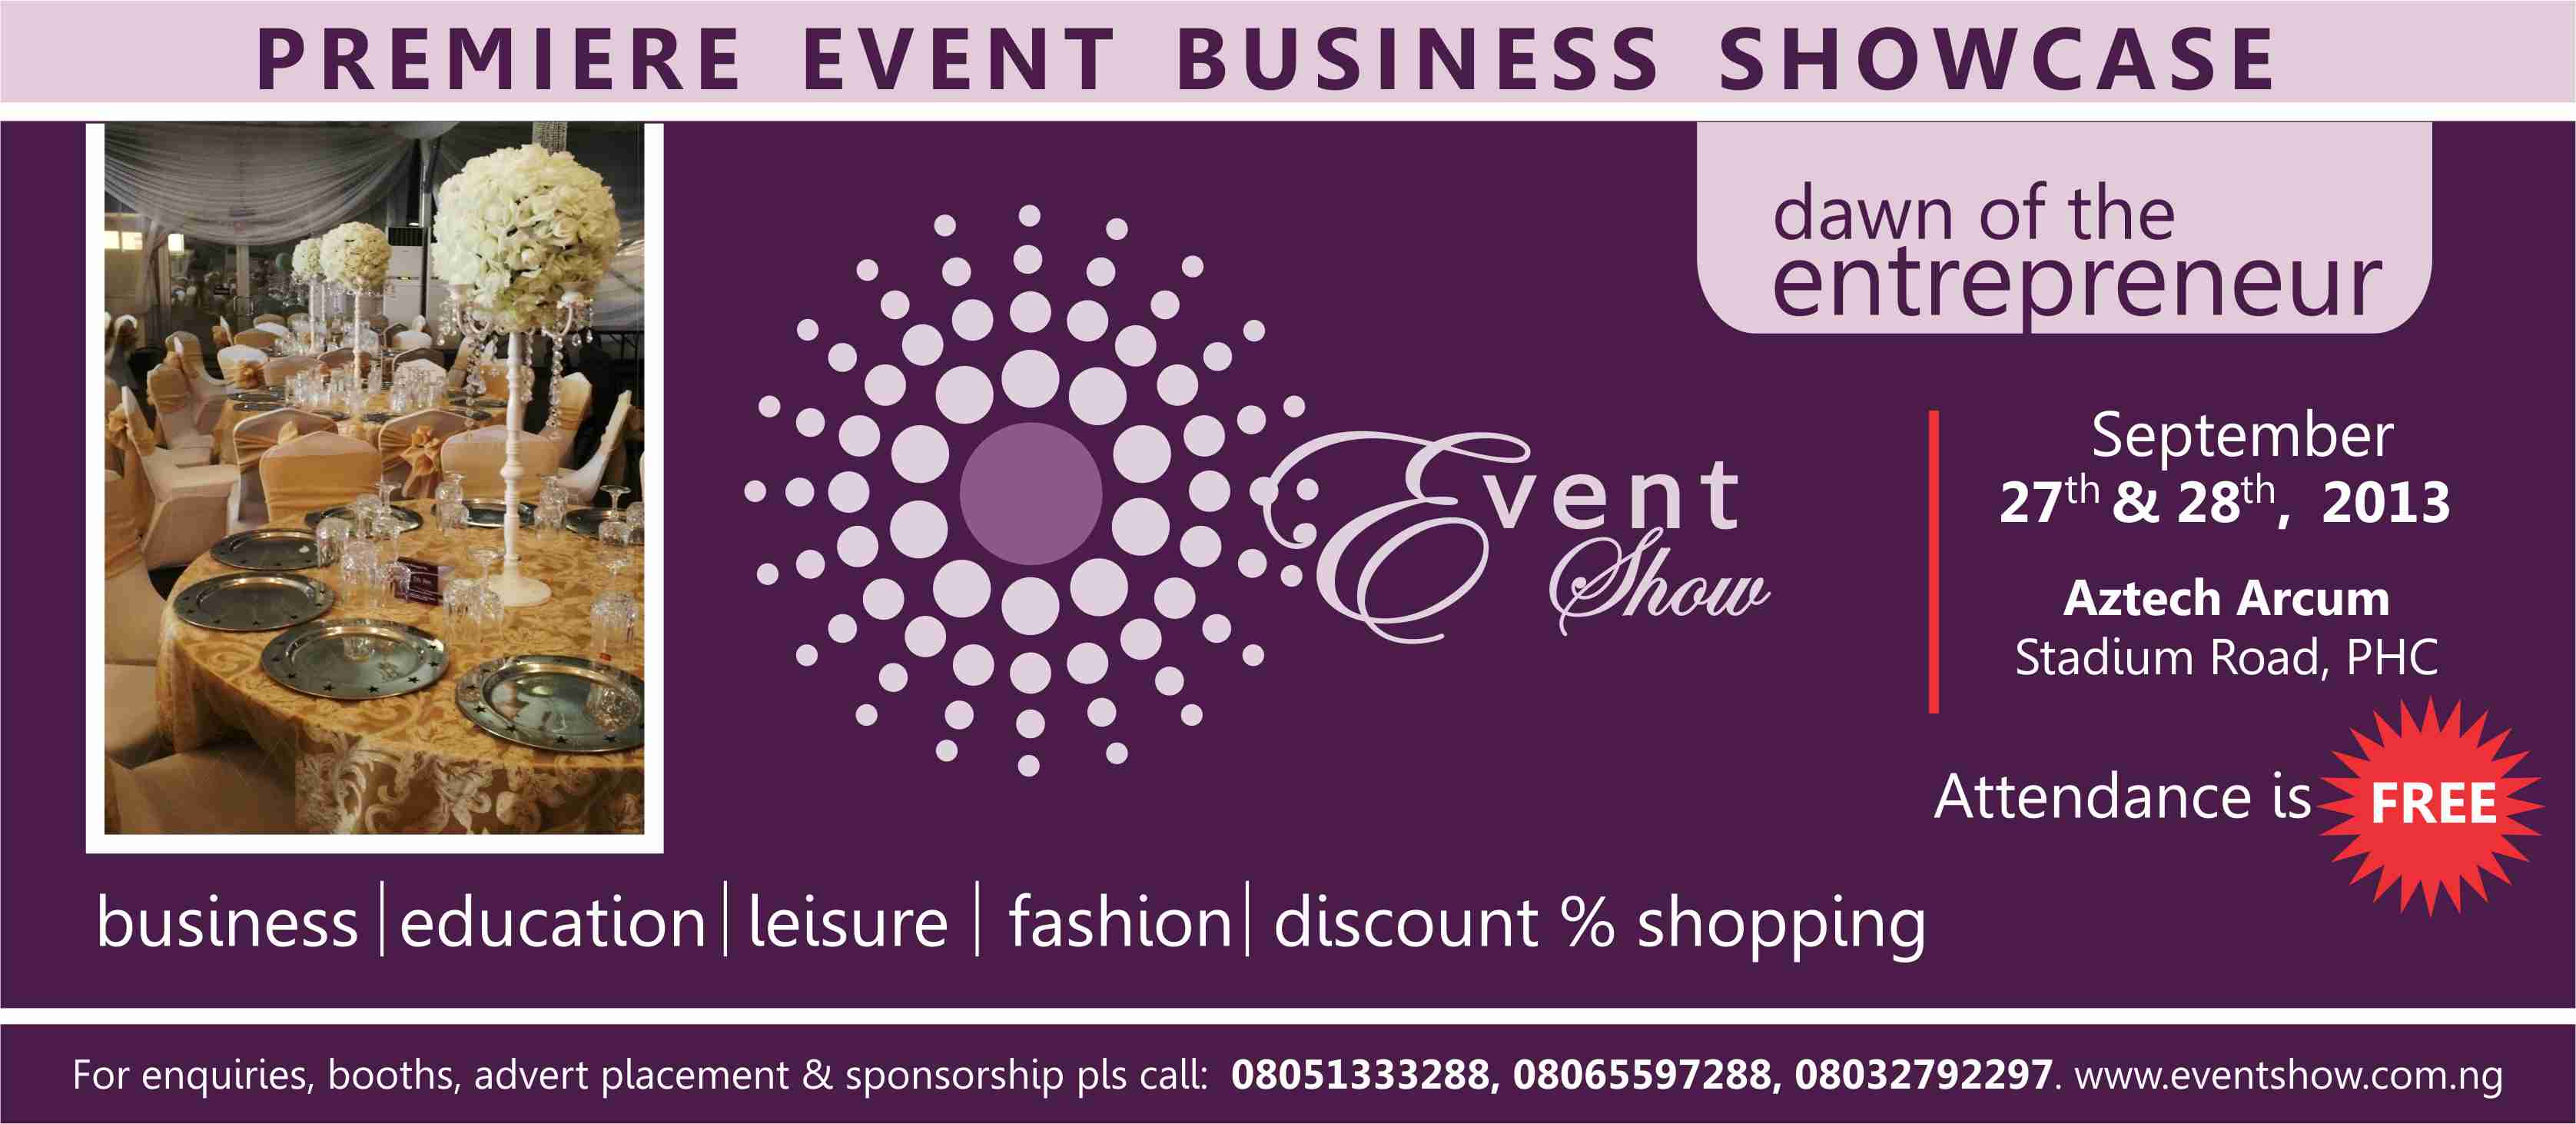 PREMIERE EVENT BUSINESS SHOWCASE
dawn of the
entrepreneur
Event
Show
September
27th & 28th, 2013
Aztech Arcum
Stadium Road, PHC
Attendance is FREE
business | education | leisure | fashion | discount % shopping
For enquiries, booths, advert placement & sponsorship pls call: 08051333288, 08065597288, 08032792297. www.eventshow.com.ng